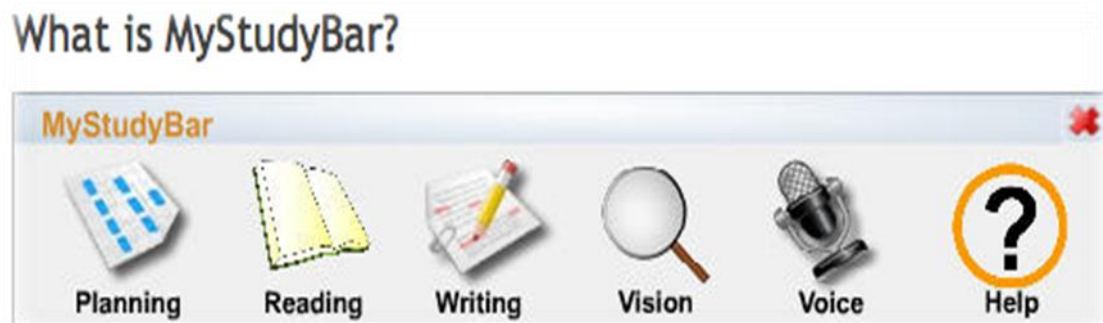 What is MyStudyBar?
MyStudyBar
Planning Reading Writing Vision Voice Help